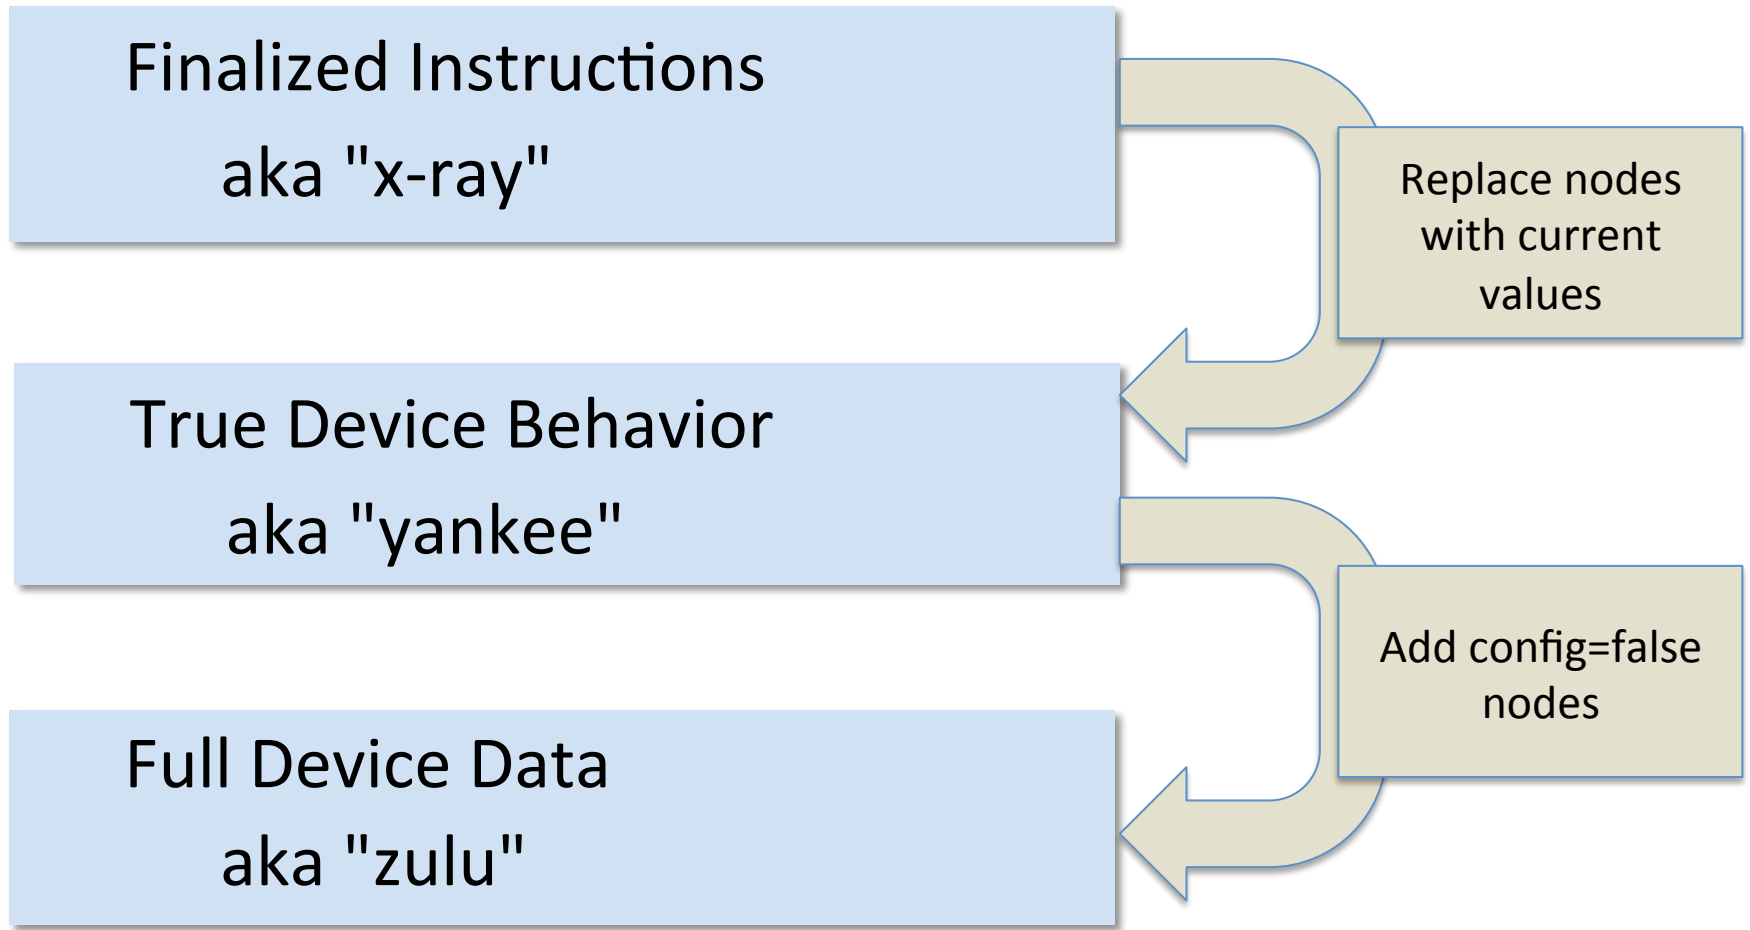 Finalized Instructions
aka "x-ray"
Replace nodes
with current
values
True Device Behavior
aka "yankee"
Add config=false
nodes
Full Device Data
aka "zulu"